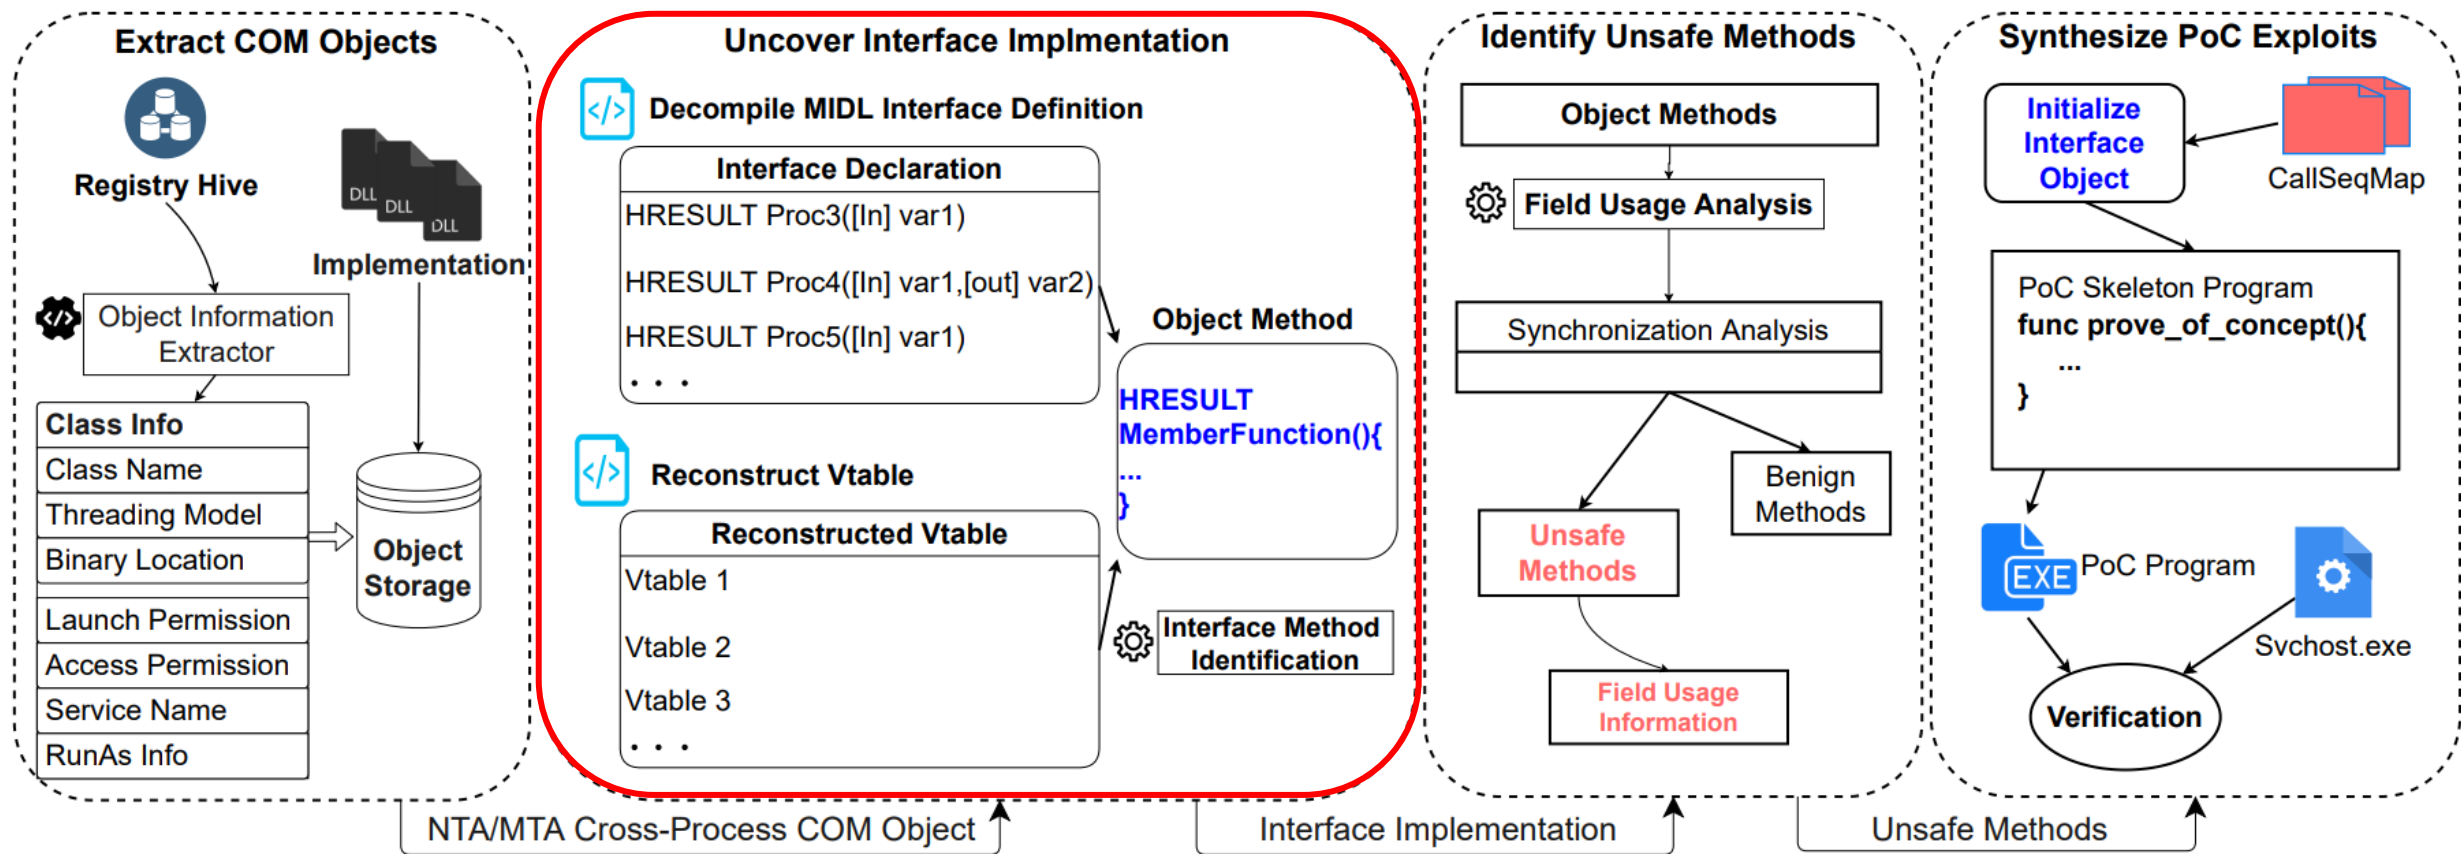 Extract COM Objects
Registry Hive
DLL
DLL
DLL
Implementation
Object Information
Extractor
Class Info
Class Name
Threading Model
Binary Location
Launch Permission
Access Permission
Service Name
RunAs Info
Object
Storage
Uncover Interface Implmentation
Decompile MIDL Interface Definition
Interface Declaration
HRESULT Proc3([In] var1)
HRESULT Proc4([In] var1,[out] var2)
HRESULT Proc5([In] var1)
. . .
Reconstruct Vtable
Reconstructed Vtable
Vtable 1
Vtable 2
Vtable 3
. . .
Object Method
HRESULT
MemberFunction(){
...
}
Interface Method
Identification
Identify Unsafe Methods
Object Methods
Field Usage Analysis
Synchronization Analysis
Benign
Methods
Unsafe
Methods
Field Usage
Information
Synthesize PoC Exploits
Initialize
Interface
Object
CallSeqMap
PoC Skeleton Program
func prove_of_concept(){
...
}
EXE
PoC Program
Svchost.exe
Verification
NTA/MTA Cross-Process COM Object
Interface Implementation
Unsafe Methods